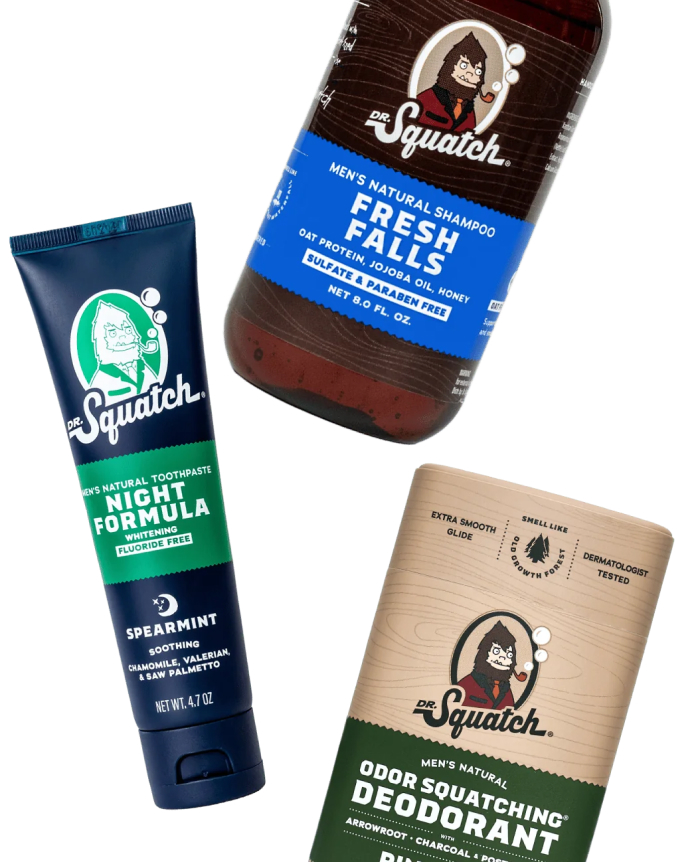 DR.
Squatch®
MEN'S NATURAL SHAMPOO
FRESH
FALLS
OAT PROTEIN, JOJOBA OIL, HONEY
SULFATE & PARABEN FREE
NET 8.0 FL. OZ.
DR.
Squatch®
MEN'S NATURAL TOOTHPASTE
NIGHT
FORMULA
WHITENING
FLUORIDE FREE
SPEARMINT
SOOTHING
CHAMOMILE, VALERIAN,
& SAW PALMETTO
NET WT. 4.7 OZ
EXTRA SMOOTH
GLIDE
SMELL LIKE
OLD GROWTH FOREST
DERMATOLOGIST
TESTED
DR.
Squatch®
MEN'S NATURAL
ODOR SQUATCHING®
DEODORANT
WITH
ARROWROOT • CHARCOAL &